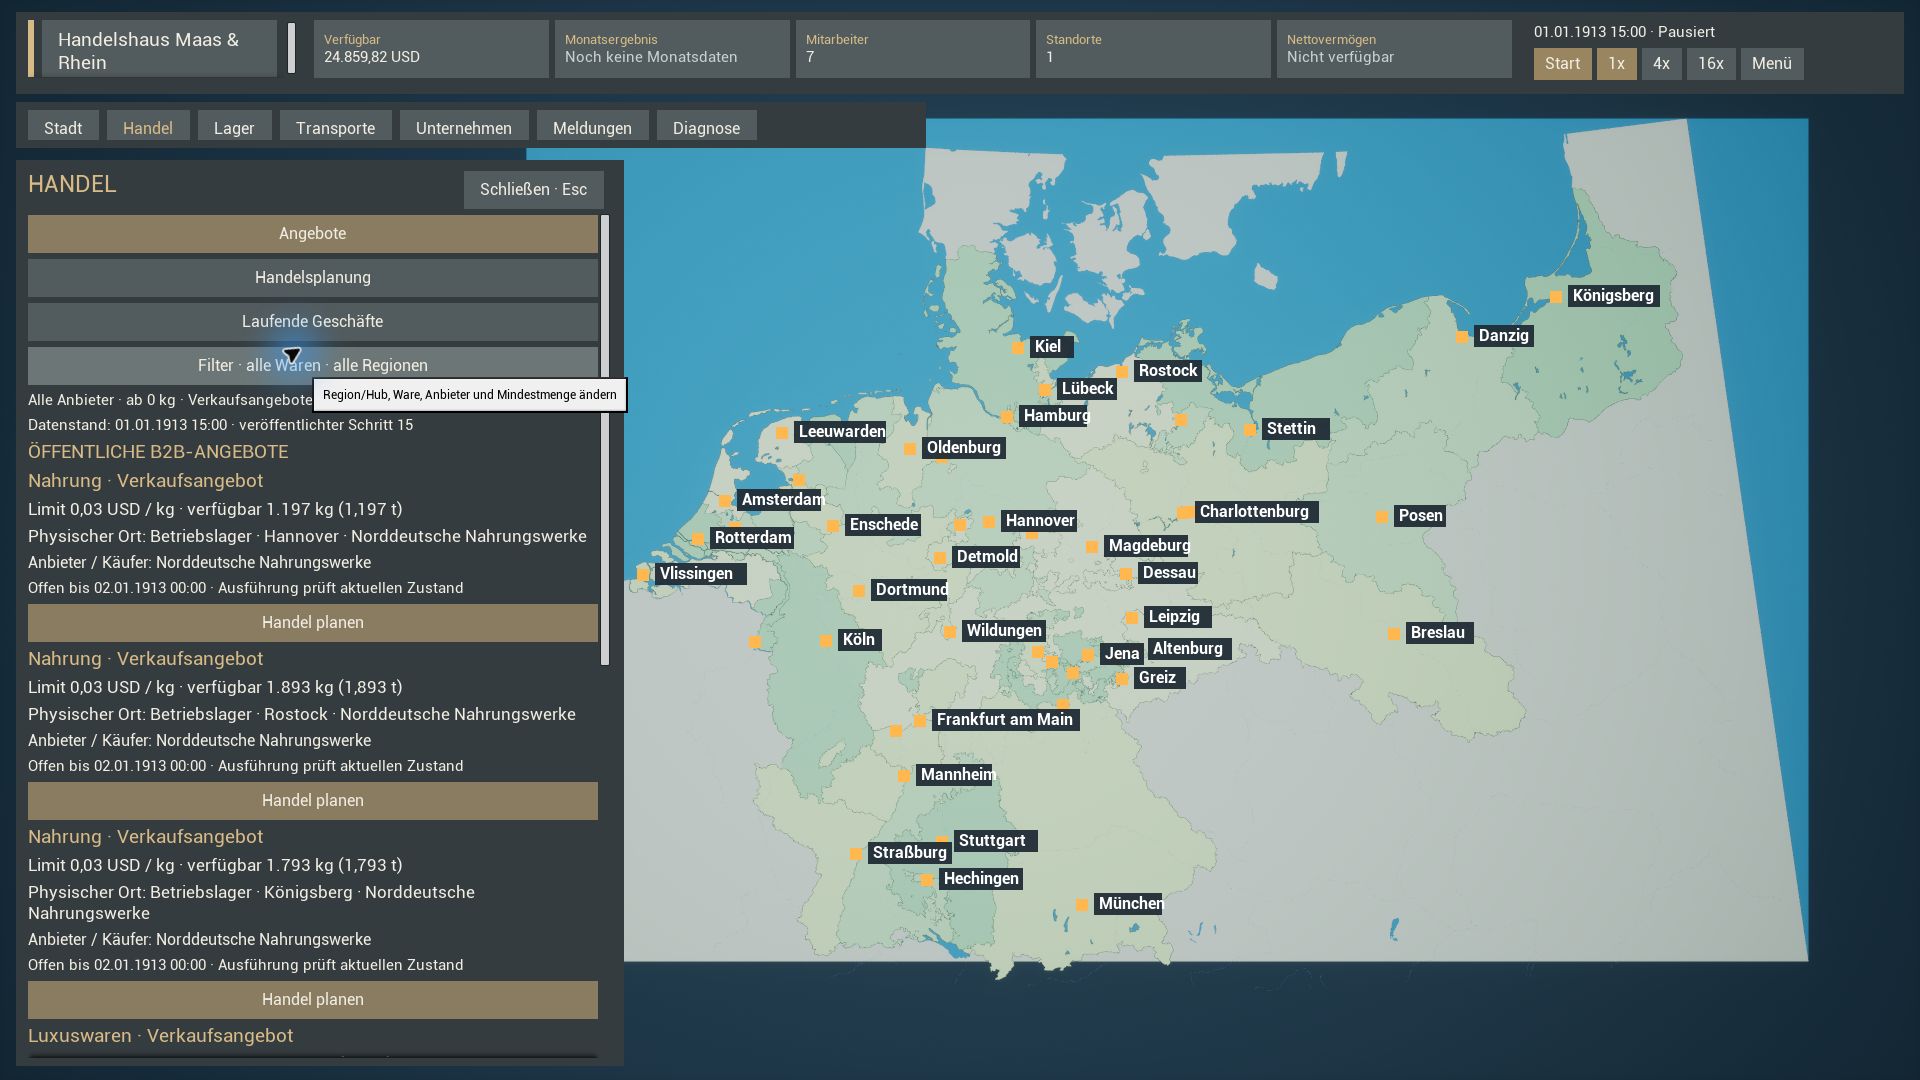 Handelshaus Maas &
Rhein
Verfügbar
24.859,82 USD
Monatsergebnis
Noch keine Monatsdaten
Mitarbeiter
7
Standorte
1
Nettovermögen
Nicht verfügbar
01.01.1913 15:00 · Pausiert
Start
1x
4x
16x
Menü
Stadt
Handel
Lager
Transporte
Unternehmen
Meldungen
Diagnose
HANDEL
Schließen · Esc
Angebote
Handelsplanung
Laufende Geschäfte
Filter · alle Waren · alle Regionen
Region/Hub, Ware, Anbieter und Mindestmenge ändern
Alle Anbieter · ab 0 kg · Verkaufsangebote
Datenstand: 01.01.1913 15:00 · veröffentlichter Schritt 15
ÖFFENTLICHE B2B-ANGEBOTE
Nahrung · Verkaufsangebot
Limit 0,03 USD / kg · verfügbar 1.197 kg (1,197 t)
Physischer Ort: Betriebslager · Hannover · Norddeutsche Nahrungswerke
Anbieter / Käufer: Norddeutsche Nahrungswerke
Offen bis 02.01.1913 00:00 · Ausführung prüft aktuellen Zustand
Handel planen
Nahrung · Verkaufsangebot
Limit 0,03 USD / kg · verfügbar 1.893 kg (1,893 t)
Physischer Ort: Betriebslager · Rostock · Norddeutsche Nahrungswerke
Anbieter / Käufer: Norddeutsche Nahrungswerke
Offen bis 02.01.1913 00:00 · Ausführung prüft aktuellen Zustand
Handel planen
Nahrung · Verkaufsangebot
Limit 0,03 USD / kg · verfügbar 1.793 kg (1,793 t)
Physischer Ort: Betriebslager · Königsberg · Norddeutsche
Nahrungswerke
Anbieter / Käufer: Norddeutsche Nahrungswerke
Offen bis 02.01.1913 00:00 · Ausführung prüft aktuellen Zustand
Handel planen
Luxuswaren · Verkaufsangebot
Königsberg
Danzig
Kiel
Rostock
Lübeck
Hamburg
Stettin
Leeuwarden
Oldenburg
Amsterdam
Charlottenburg
Posen
Enschede
Hannover
Rotterdam
Magdeburg
Detmold
Vlissingen
Dessau
Dortmund
Leipzig
Wildungen
Breslau
Köln
Jena
Altenburg
Greiz
Frankfurt am Main
Mannheim
Stuttgart
Straßburg
Hechingen
München